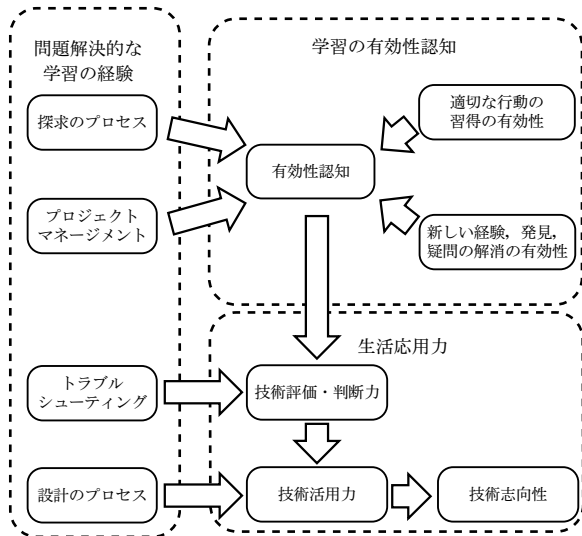 問題解決的な
学習の経験
探求のプロセス
プロジェクト
マネージメント
トラブル
シューティング
設計のプロセス
学習の有効性認知
適切な行動の
習得の有効性
有効性認知
新しい経験，発見，
疑問の解消の有効性
生活応用力
技術評価・判断力
技術活用力
技術志向性